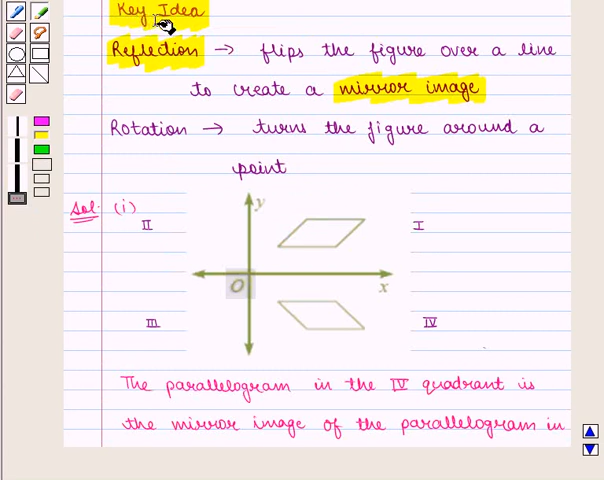 Key Idea
Reflection → flips the figure over a line
to create a mirror image
Rotation → turns the figure around a
point
Sol. (i)
II y I
O x
III IV
The parallelogram in the IV quadrant is
the mirror image of the parallelogram in